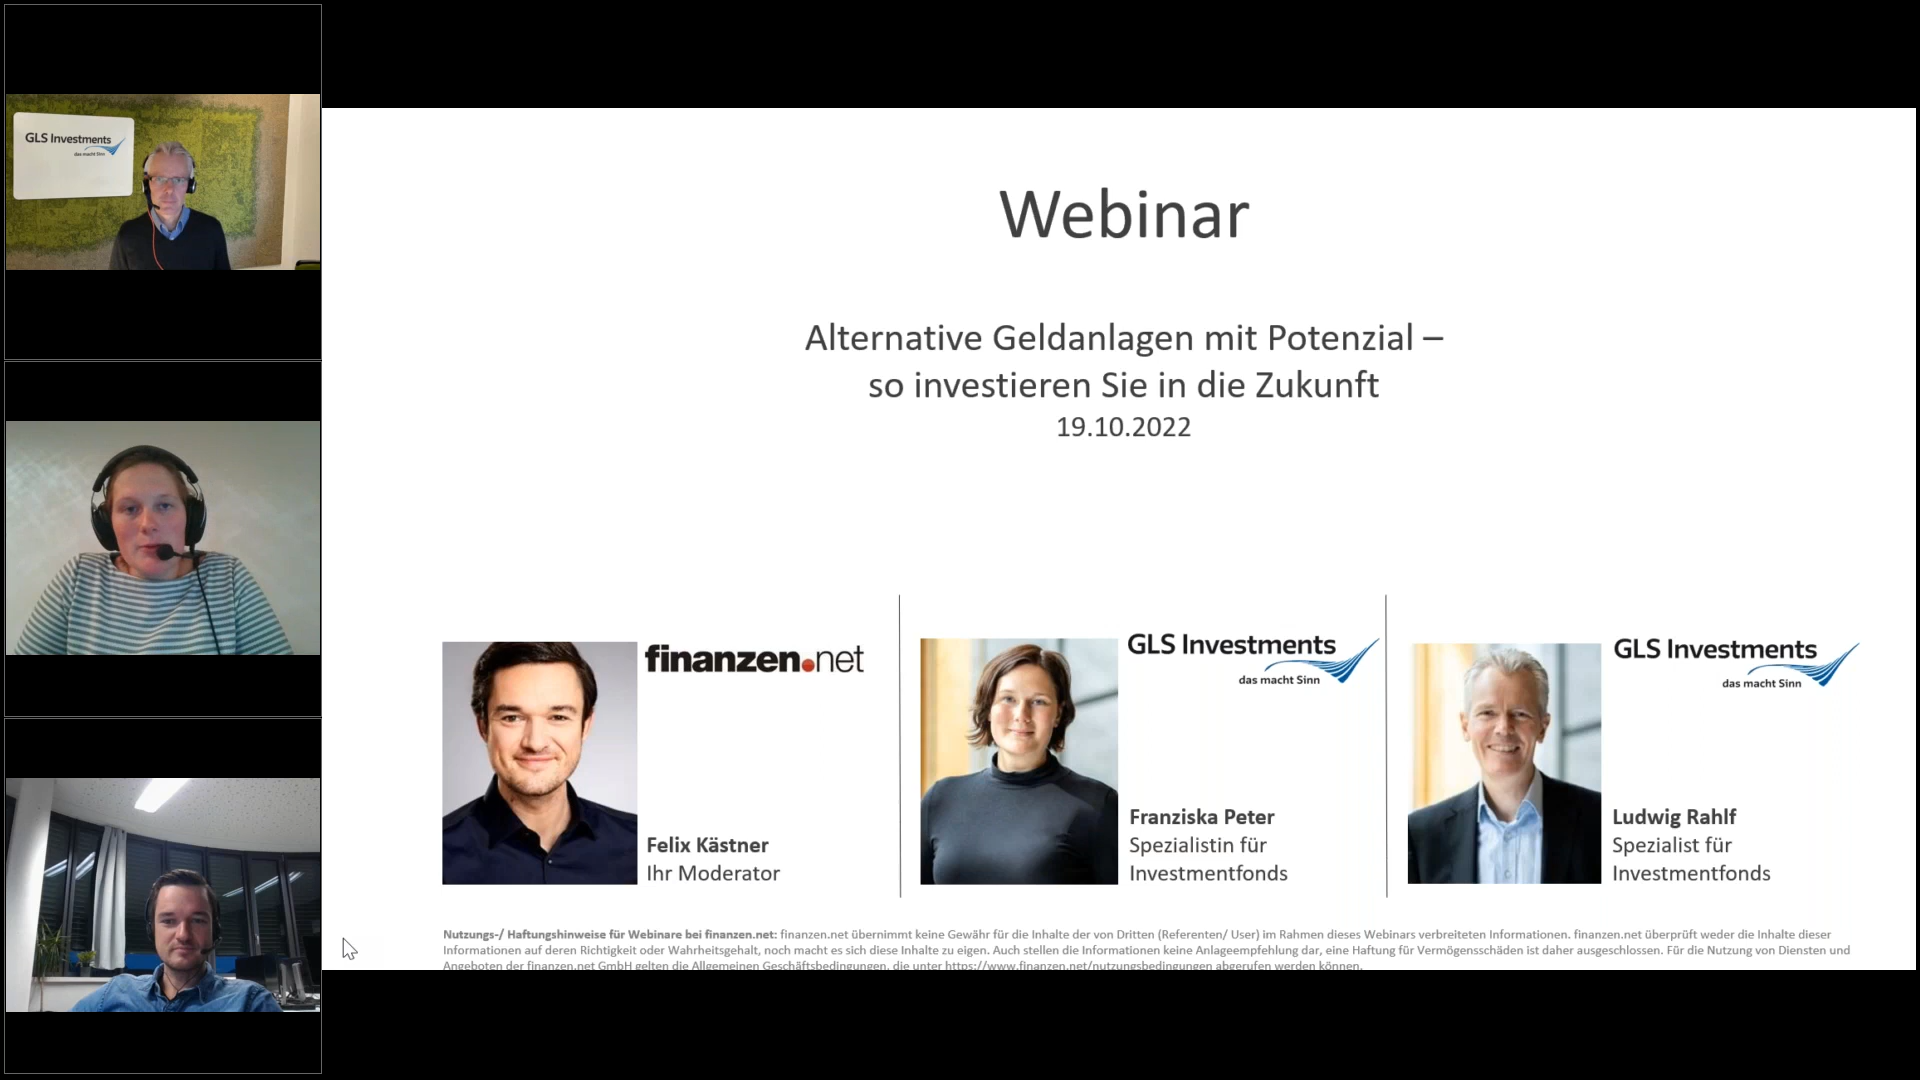 GLS Investments
das macht Sinn
Webinar
Alternative Geldanlagen mit Potenzial –
so investieren Sie in die Zukunft
19.10.2022
finanzen.net
Felix Kästner
Ihr Moderator
GLS Investments
das macht Sinn
Franziska Peter
Spezialistin für
Investmentfonds
GLS Investments
das macht Sinn
Ludwig Rahlf
Spezialist für
Investmentfonds
Nutzungs-/ Haftungshinweise für Webinare bei finanzen.net: finanzen.net übernimmt keine Gewähr für die Inhalte der von Dritten (Referenten/ User) im Rahmen dieses Webinars verbreiteten Informationen. finanzen.net überprüft weder die Inhalte dieser
Informationen auf deren Richtigkeit oder Wahrheitsgehalt, noch macht es sich diese Inhalte zu eigen. Auch stellen die Informationen keine Anlageempfehlung dar, eine Haftung für Vermögensschäden ist daher ausgeschlossen. Für die Nutzung von Diensten und
Angeboten der finanzen.net GmbH gelten die Allgemeinen Geschäftsbedingungen, die unter https://www.finanzen.net/nutzungsbedingungen abgerufen werden können.